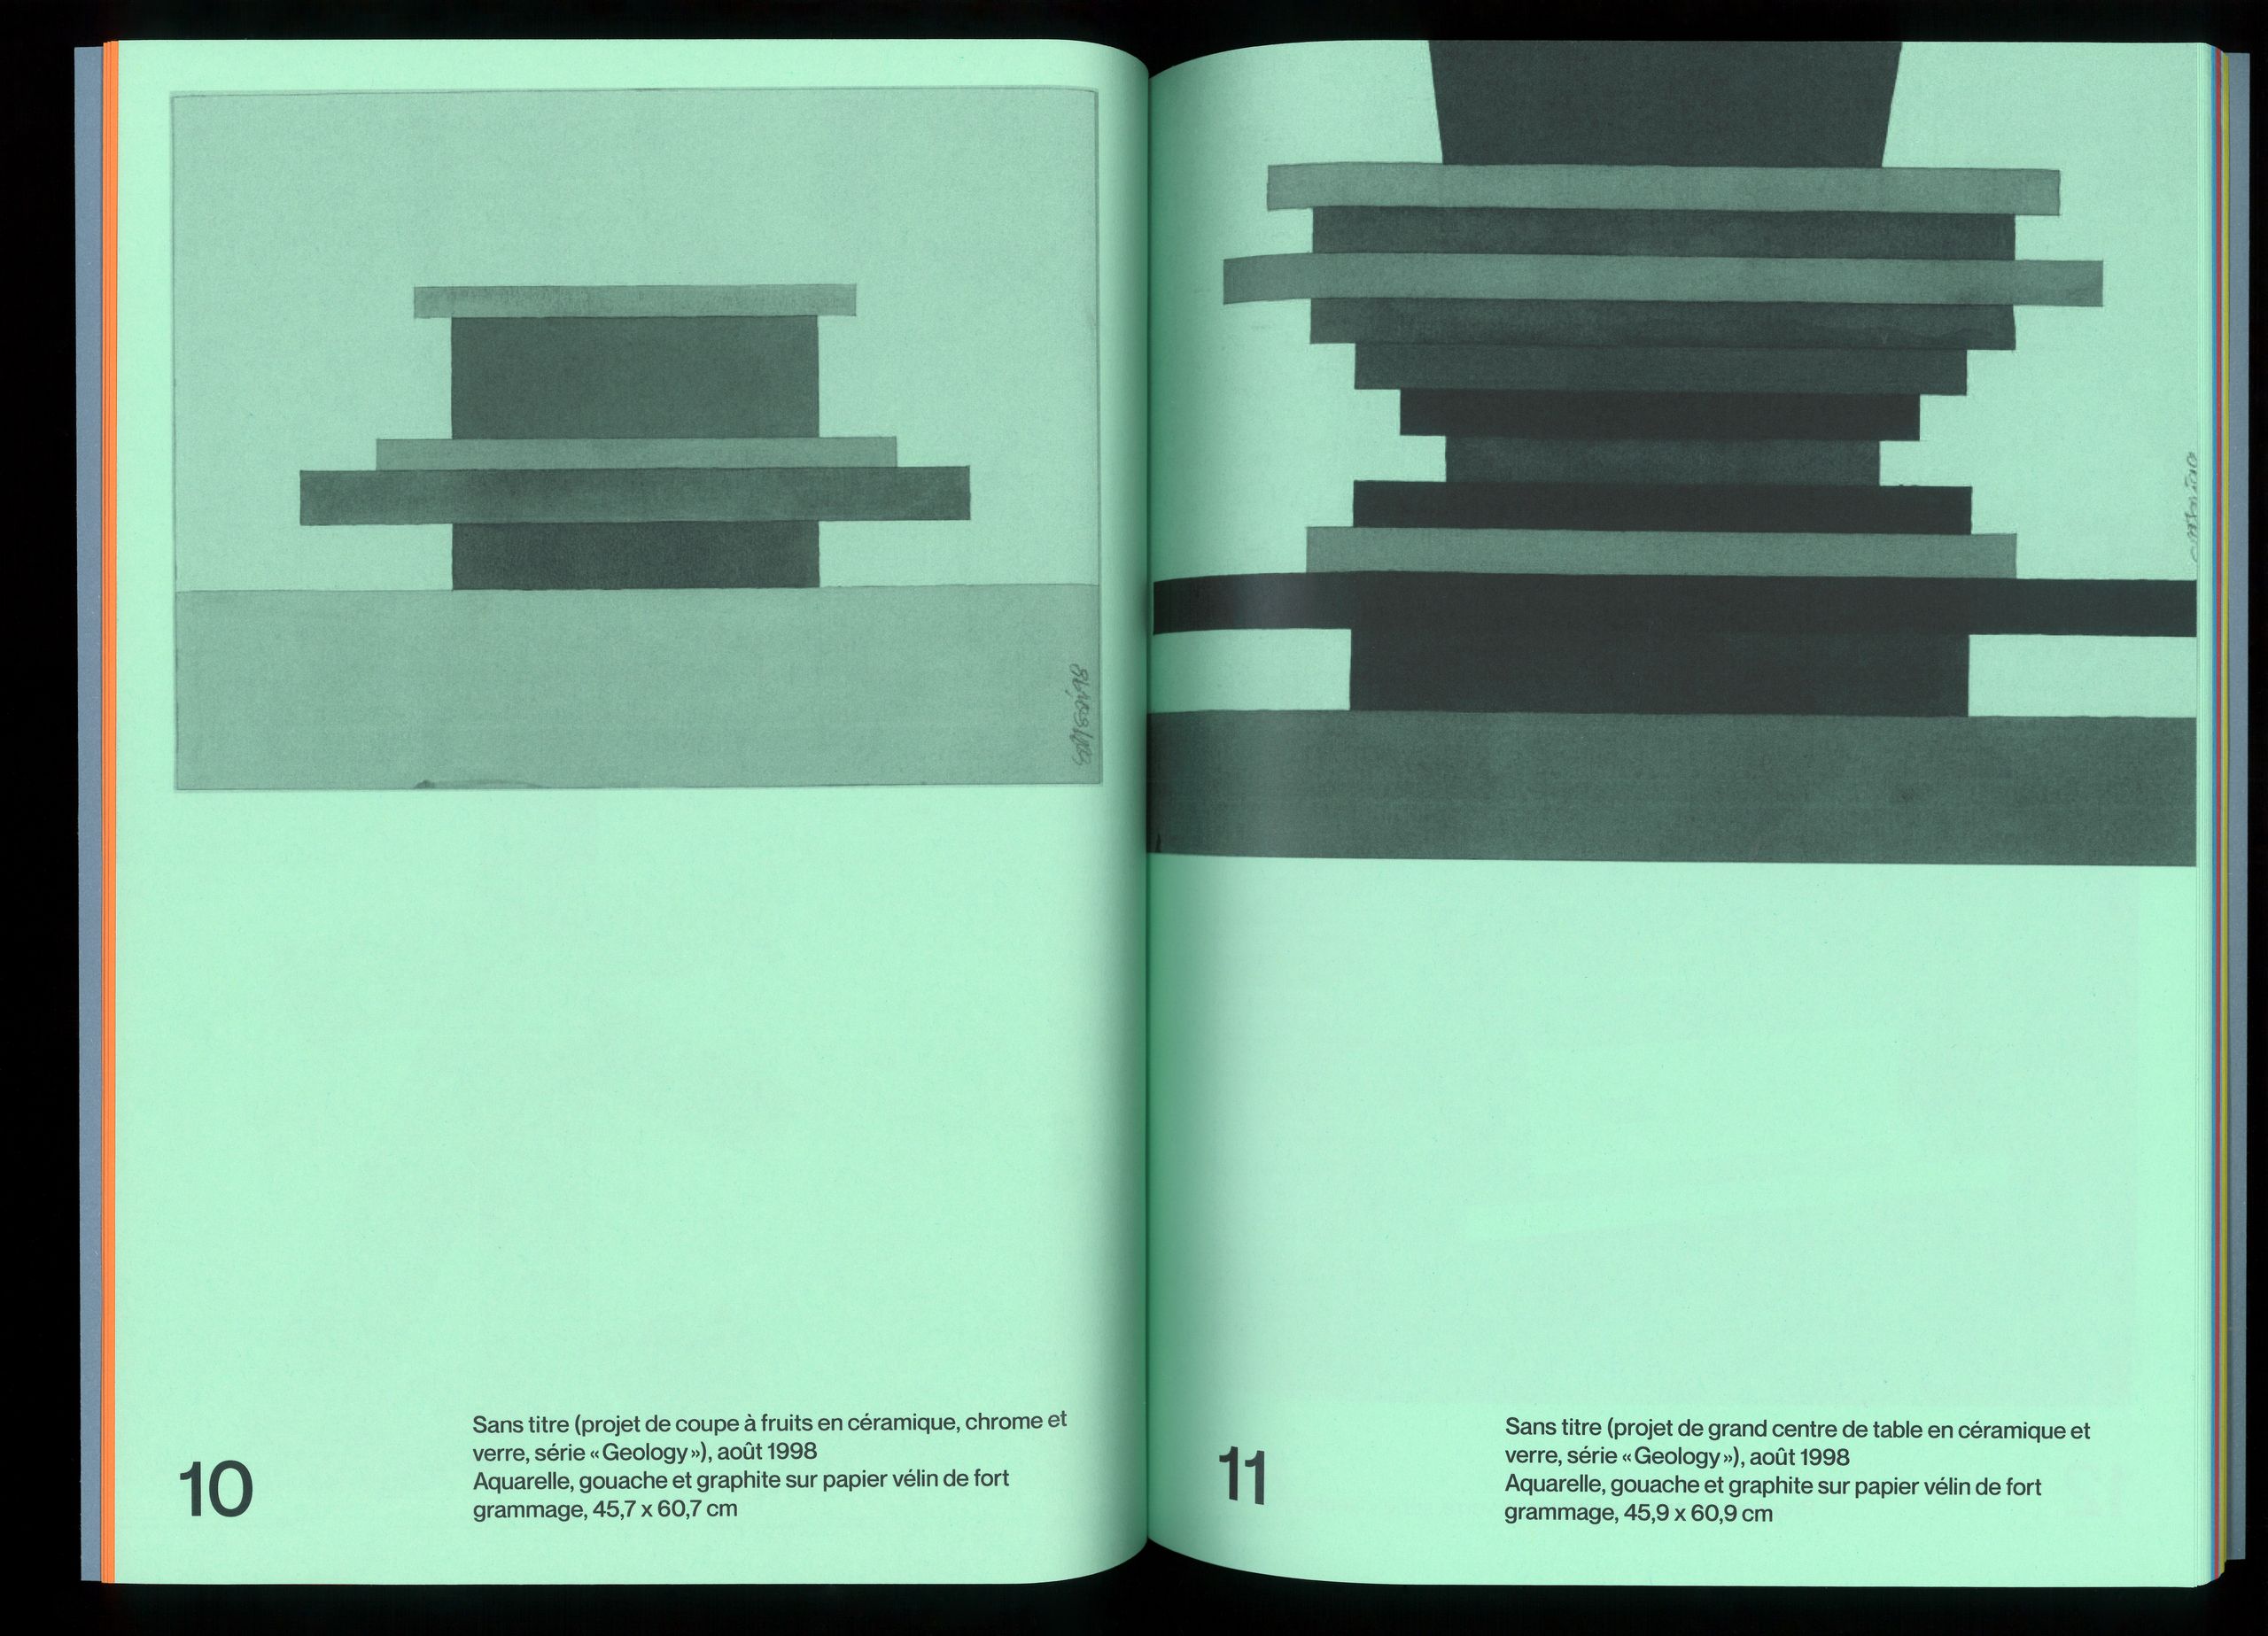 10
Sans titre (projet de coupe à fruits en céramique, chrome et
verre, série «Geology»), août 1998
Aquarelle, gouache et graphite sur papier vélin de fort
grammage, 45,7 x 60,7 cm
11
Sans titre (projet de grand centre de table en céramique et
verre, série «Geology»), août 1998
Aquarelle, gouache et graphite sur papier vélin de fort
grammage, 45,9 x 60,9 cm